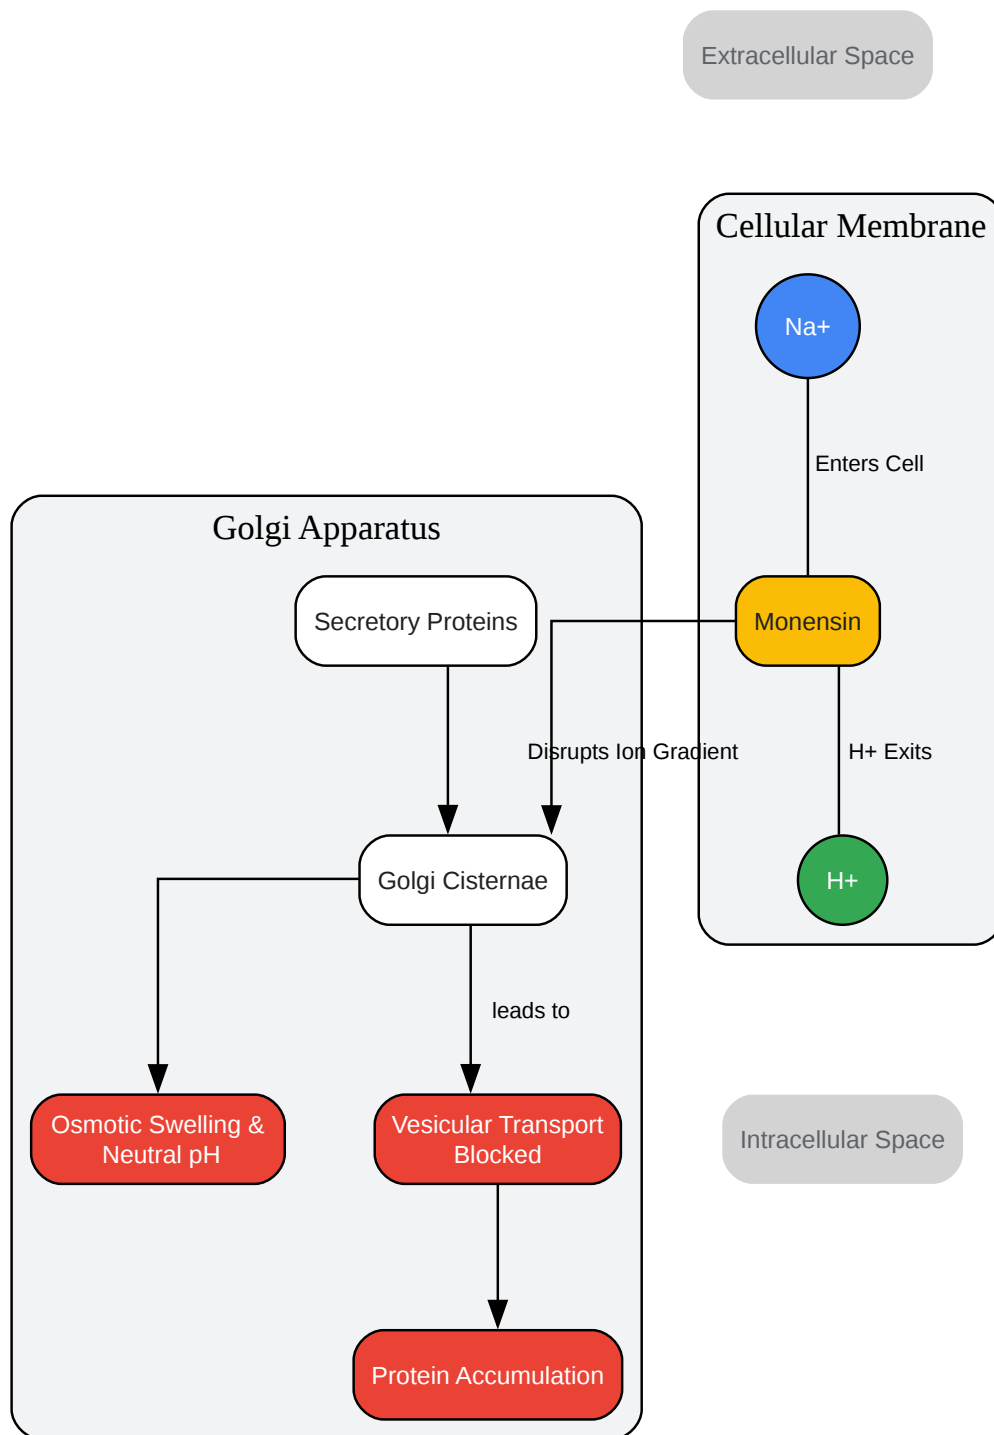 Extracellular Space
Cellular Membrane
Na+
Enters Cell
Golgi Apparatus
Secretory Proteins
Monensin
Disrupts Ion Gradient
H+ Exits
Golgi Cisternae
H+
leads to
Osmotic Swelling &
Neutral pH
Vesicular Transport
Blocked
Intracellular Space
Protein Accumulation